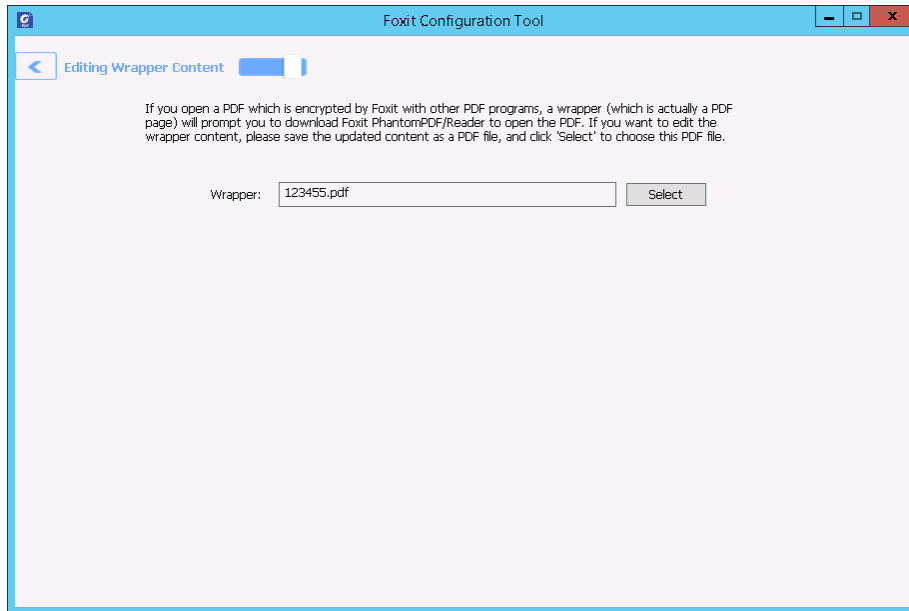 Foxit Configuration Tool
Editing Wrapper Content
If you open a PDF which is encrypted by Foxit with other PDF programs, a wrapper (which is actually a PDF
page) will prompt you to download Foxit PhantomPDF/Reader to open the PDF. If you want to edit the
wrapper content, please save the updated content as a PDF file, and click 'Select' to choose this PDF file.
Wrapper: 123455.pdf Select